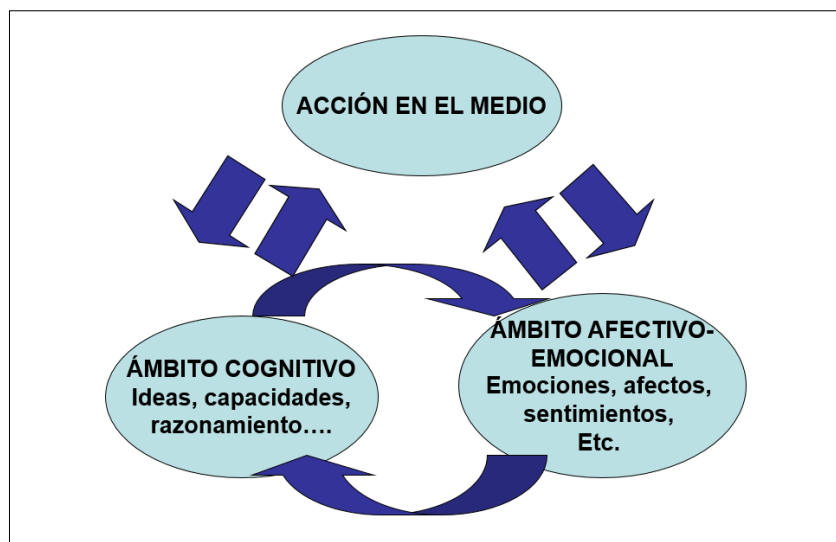 ACCIÓN EN EL MEDIO
ÁMBITO COGNITIVO
Ideas, capacidades,
razonamiento….
ÁMBITO AFECTIVO-
EMOCIONAL
Emociones, afectos,
sentimientos,
Etc.